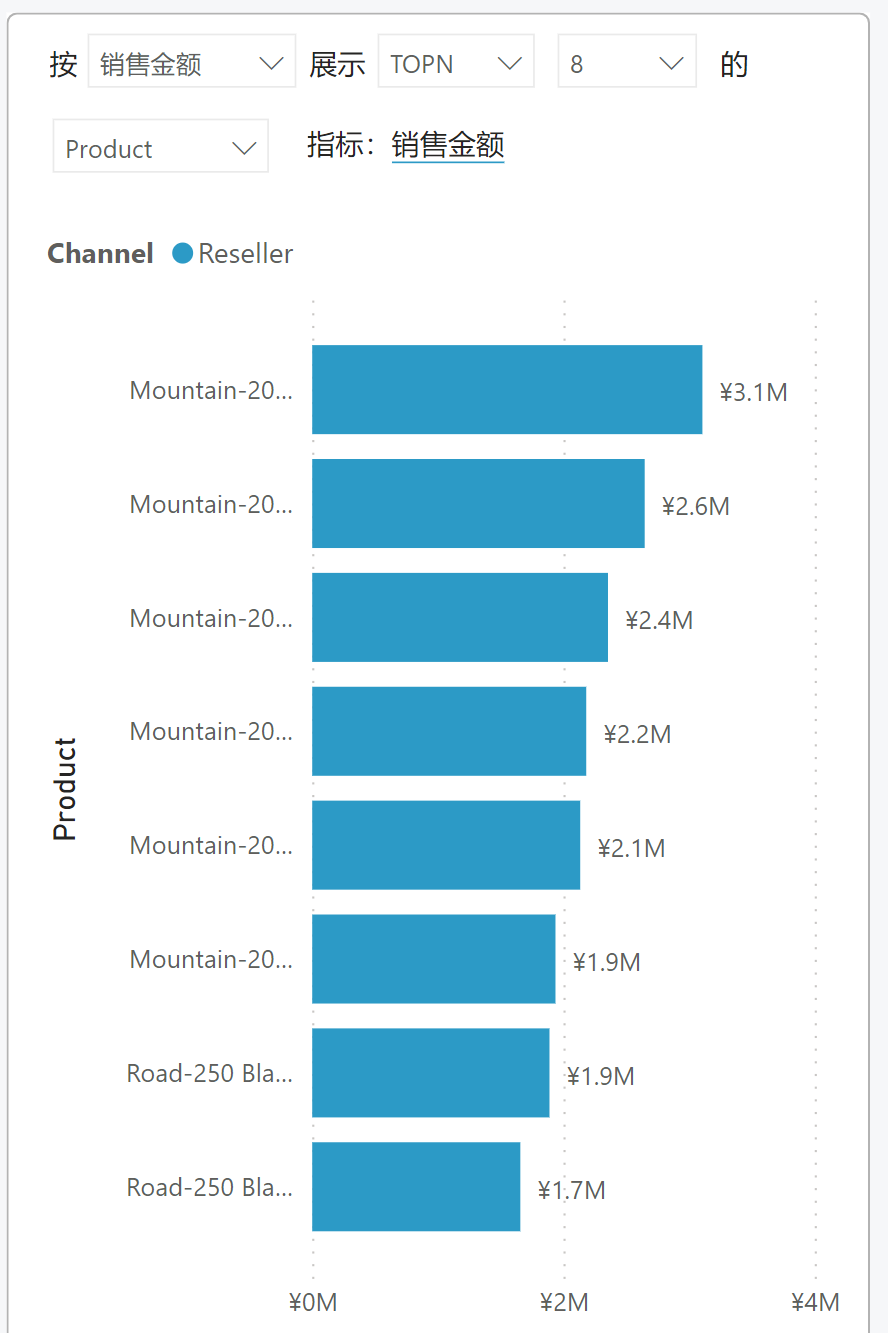 按 销售金额 展示 TOPN 8 的
Product 指标：销售金额
Channel Reseller
Mountain-20... ¥3.1M
Mountain-20... ¥2.6M
Mountain-20... ¥2.4M
Mountain-20... ¥2.2M
Mountain-20... ¥2.1M
Mountain-20... ¥1.9M
Road-250 Bla... ¥1.9M
Road-250 Bla... ¥1.7M
Product
¥0M ¥2M ¥4M